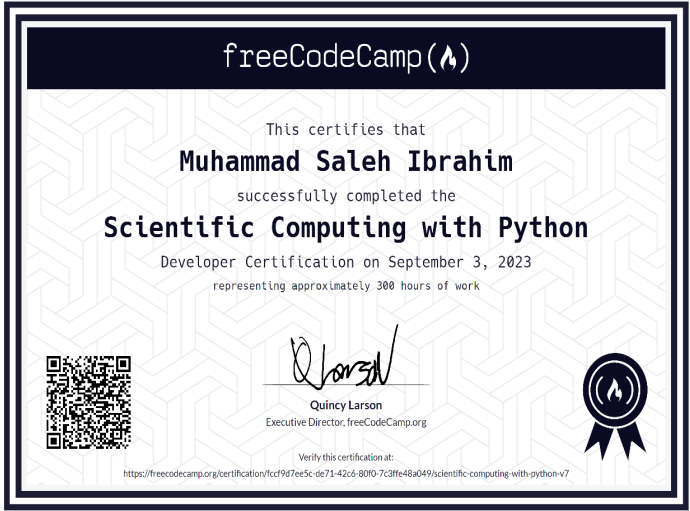 freeCodeCamp
This certifies that
Muhammad Saleh Ibrahim
successfully completed the
Scientific Computing with Python
Developer Certification on September 3, 2023
representing approximately 300 hours of work
Quincy Larson
Executive Director, freeCodeCamp.org
Verify this certification at:
https://freecodecamp.org/certification/fccf9d7ee5c-de71-42c6-80f0-7c3ffe48a049/scientific-computing-with-python-v7